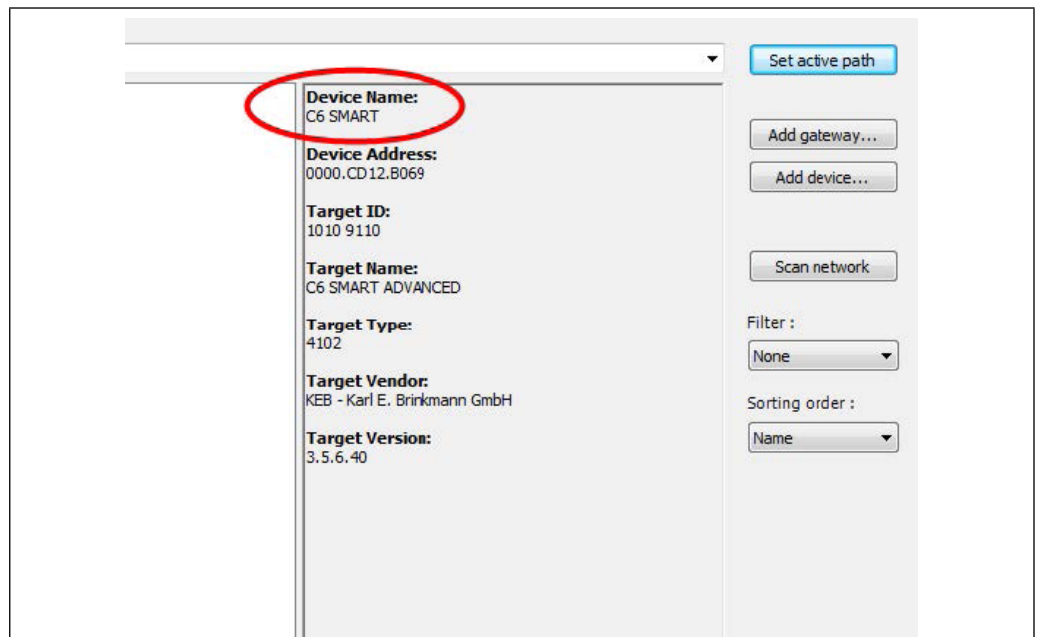 Set active path
Device Name:
C6 SMART
Add gateway...
Device Address:
0000.CD12.B069
Add device...
Target ID:
1010 9110
Target Name:
C6 SMART ADVANCED
Scan network
Target Type:
4102
Filter :
None
Target Vendor:
KEB - Karl E. Brinkmann GmbH
Sorting order :
Target Version:
3.5.6.40
Name